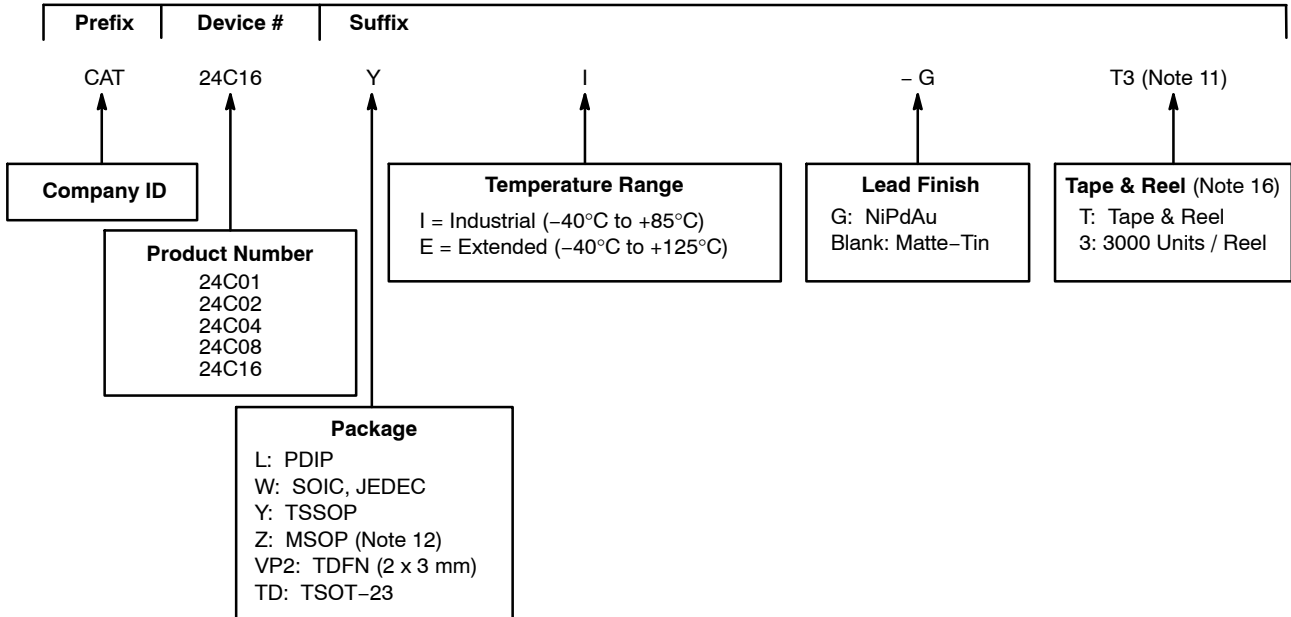 Prefix Device # Suffix
CAT 24C16 Y I – G T3 (Note 11)
Company ID
Product Number
24C01
24C02
24C04
24C08
24C16
Package
L: PDIP
W: SOIC, JEDEC
Y: TSSOP
Z: MSOP (Note 12)
VP2: TDFN (2 x 3 mm)
TD: TSOT–23
Temperature Range
I = Industrial (–40°C to +85°C)
E = Extended (–40°C to +125°C)
Lead Finish
G: NiPdAu
Blank: Matte–Tin
Tape & Reel (Note 16)
T: Tape & Reel
3: 3000 Units / Reel